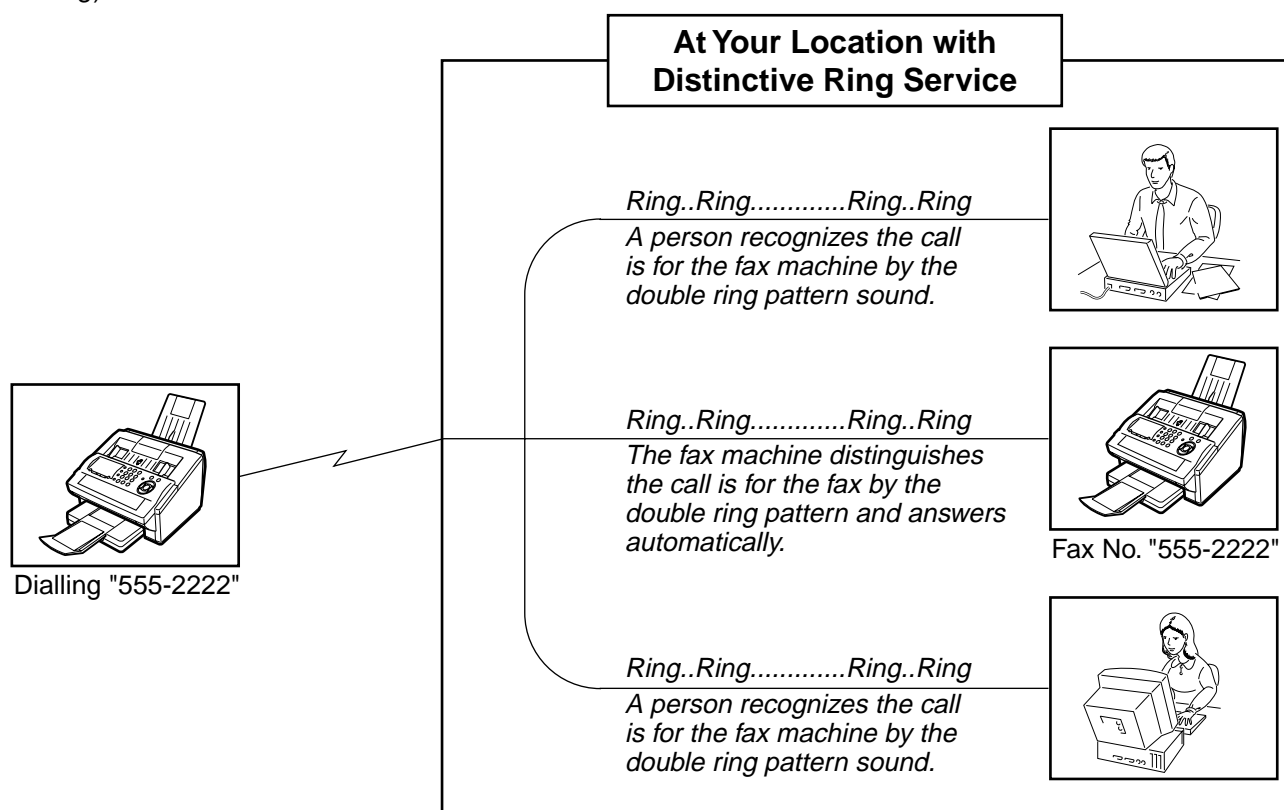 At Your Location with
Distinctive Ring Service
Ring..Ring.............Ring..Ring
A person recognizes the call
is for the fax machine by the
double ring pattern sound.
Ring..Ring.............Ring..Ring
The fax machine distinguishes
the call is for the fax by the
double ring pattern and answers
automatically.
Fax No. "555-2222"
Dialling "555-2222"
Ring..Ring.............Ring..Ring
A person recognizes the call
is for the fax machine by the
double ring pattern sound.